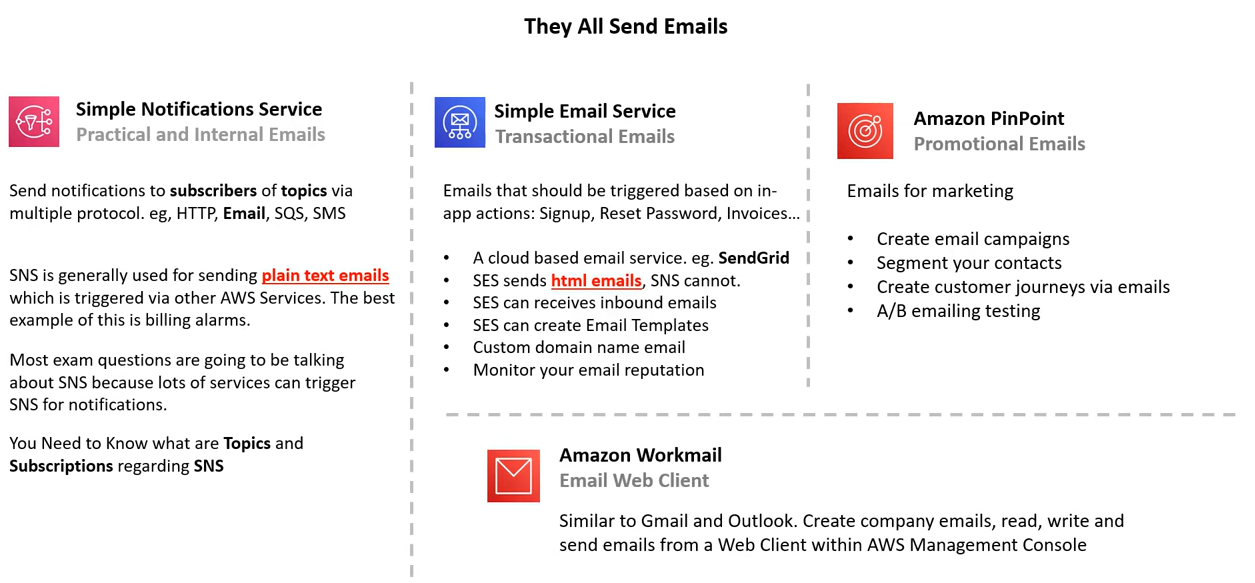 They All Send Emails
Simple Notifications Service
Practical and Internal Emails
Send notifications to subscribers of topics via
multiple protocol. eg, HTTP, Email, SQS, SMS
SNS is generally used for sending plain text emails
which is triggered via other AWS Services. The best
example of this is billing alarms.
Most exam questions are going to be talking
about SNS because lots of services can trigger
SNS for notifications.
You Need to Know what are Topics and
Subscriptions regarding SNS
Simple Email Service
Transactional Emails
Emails that should be triggered based on in-
app actions: Signup, Reset Password, Invoices...
• A cloud based email service. eg. SendGrid
• SES sends html emails, SNS cannot.
• SES can receives inbound emails
• SES can create Email Templates
• Custom domain name email
• Monitor your email reputation
Amazon PinPoint
Promotional Emails
Emails for marketing
• Create email campaigns
• Segment your contacts
• Create customer journeys via emails
• A/B emailing testing
Amazon Workmail
Email Web Client
Similar to Gmail and Outlook. Create company emails, read, write and
send emails from a Web Client within AWS Management Console